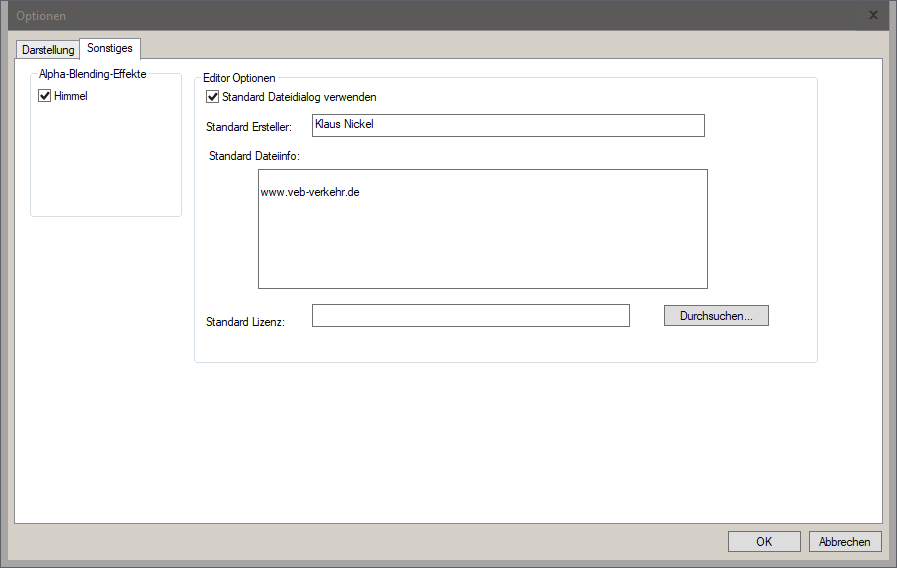 Optionen
Darstellung
Sonstiges
Alpha-Blending-Effekte
Himmel
Editor Optionen
Standard Dateidialog verwenden
Standard Ersteller:
Klaus Nickel
Standard Dateiinfo:
www.veb-verkehr.de
Standard Lizenz:
Durchsuchen...
OK
Abbrechen